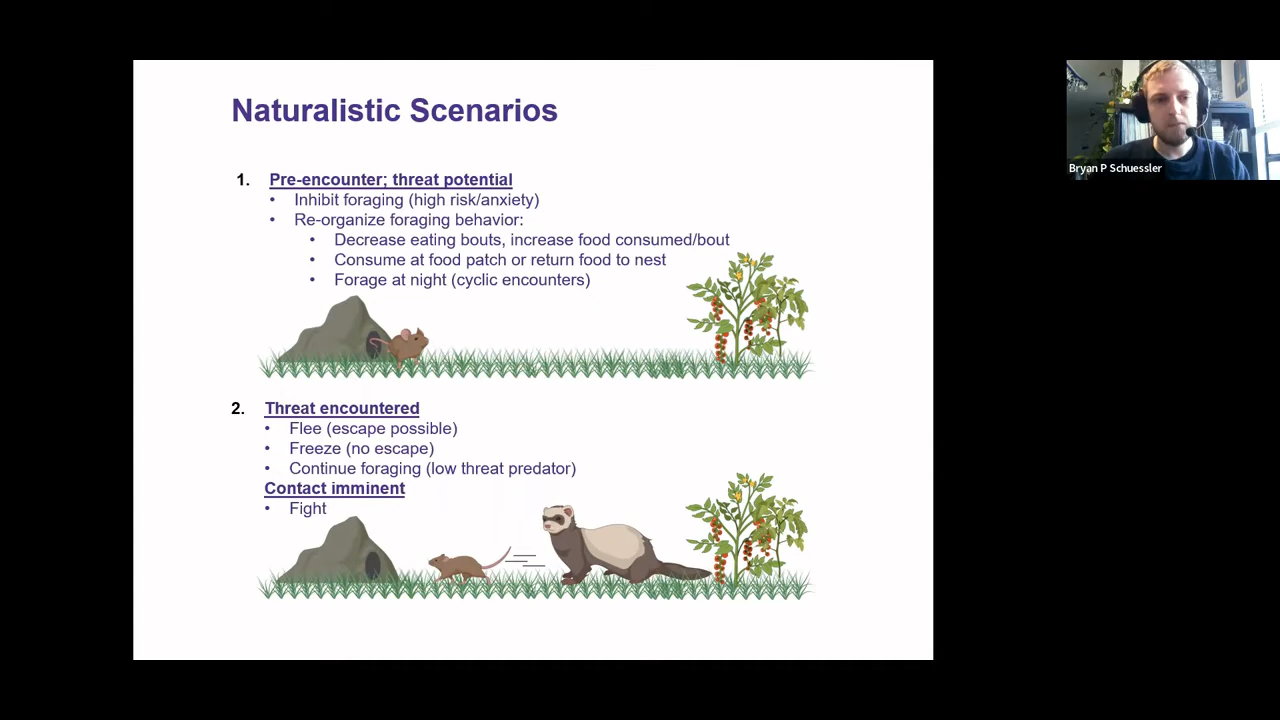 Naturalistic Scenarios
1. Pre-encounter; threat potential
• Inhibit foraging (high risk/anxiety)
• Re-organize foraging behavior:
• Decrease eating bouts, increase food consumed/bout
• Consume at food patch or return food to nest
• Forage at night (cyclic encounters)
2. Threat encountered
• Flee (escape possible)
• Freeze (no escape)
• Continue foraging (low threat predator)
Contact imminent
• Fight
Bryan P Schuessler